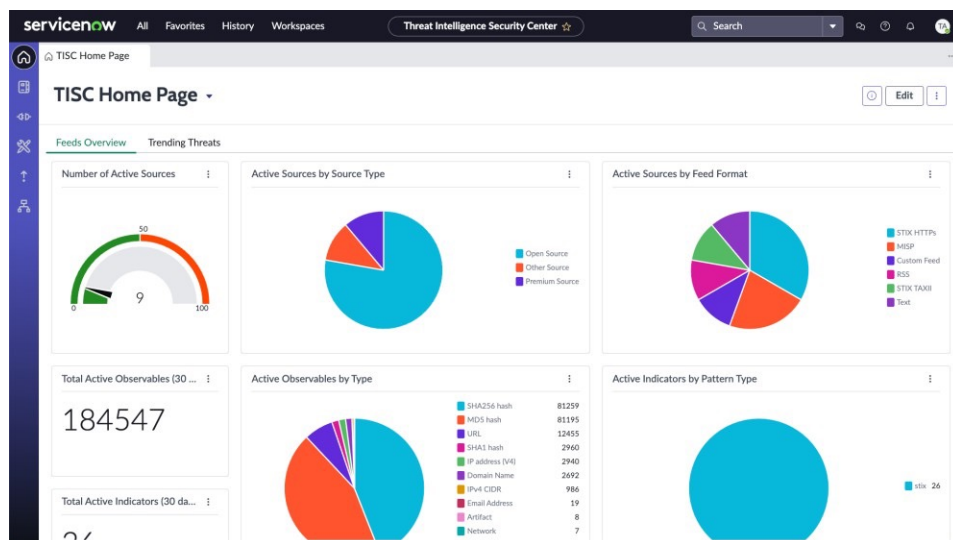 servicenow All Favorites History Workspaces Threat Intelligence Security Center Search TA
TISC Home Page
TISC Home Page
Edit
Feeds Overview Trending Threats
Number of Active Sources
50
9
0 100
Active Sources by Source Type
Open Source
Other Source
Premium Source
Active Sources by Feed Format
STIX HTTPs
MISP
Custom Feed
RSS
STIX TAXII
Text
Total Active Observables (30 ...
184547
Active Observables by Type
SHA256 hash 81259
MD5 hash 81195
URL 12455
SHA1 hash 2960
IP address (V4) 2940
Domain Name 2692
IPv4 CIDR 986
Email Address 19
Artifact 8
Network 7
Active Indicators by Pattern Type
stix 26
Total Active Indicators (30 da...
26